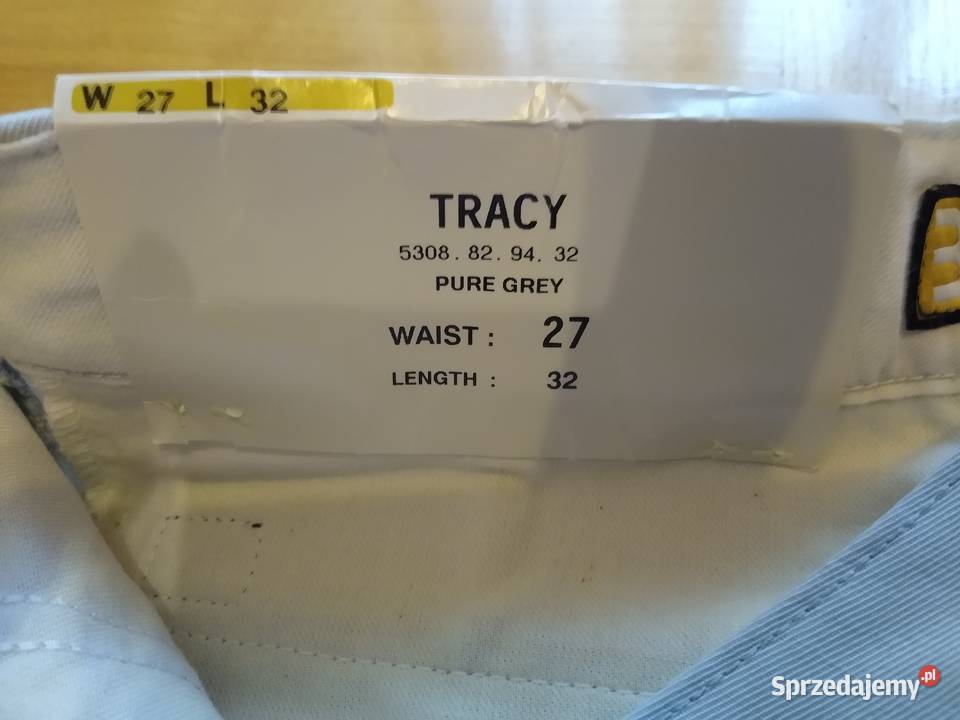 W 27 L 32
TRACY
5308. 82. 94. 32
PURE GREY
WAIST : 27
LENGTH : 32
Sprzedajemy.pl